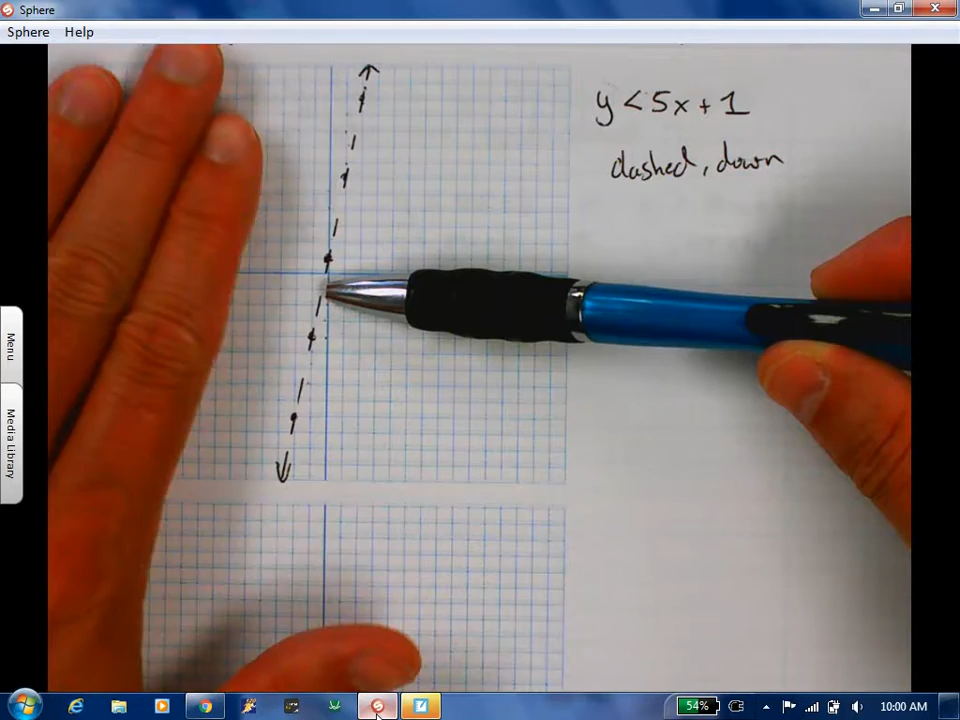 Sphere
Sphere Help
y < 5x + 1
dashed, down
Menu
Media Library
54%
10:00 AM